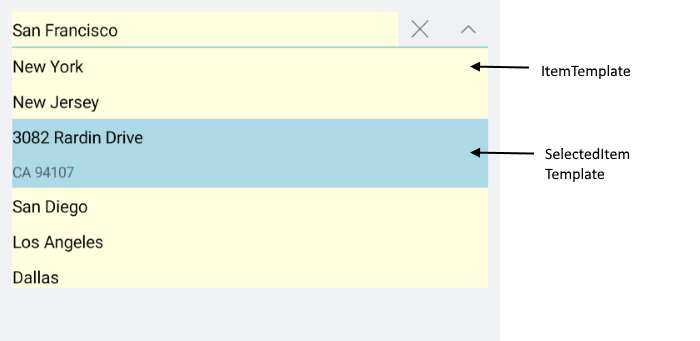 San Francisco
New York
ItemTemplate
New Jersey
3082 Rardin Drive
SelectedItem
Template
CA 94107
San Diego
Los Angeles
Dallas